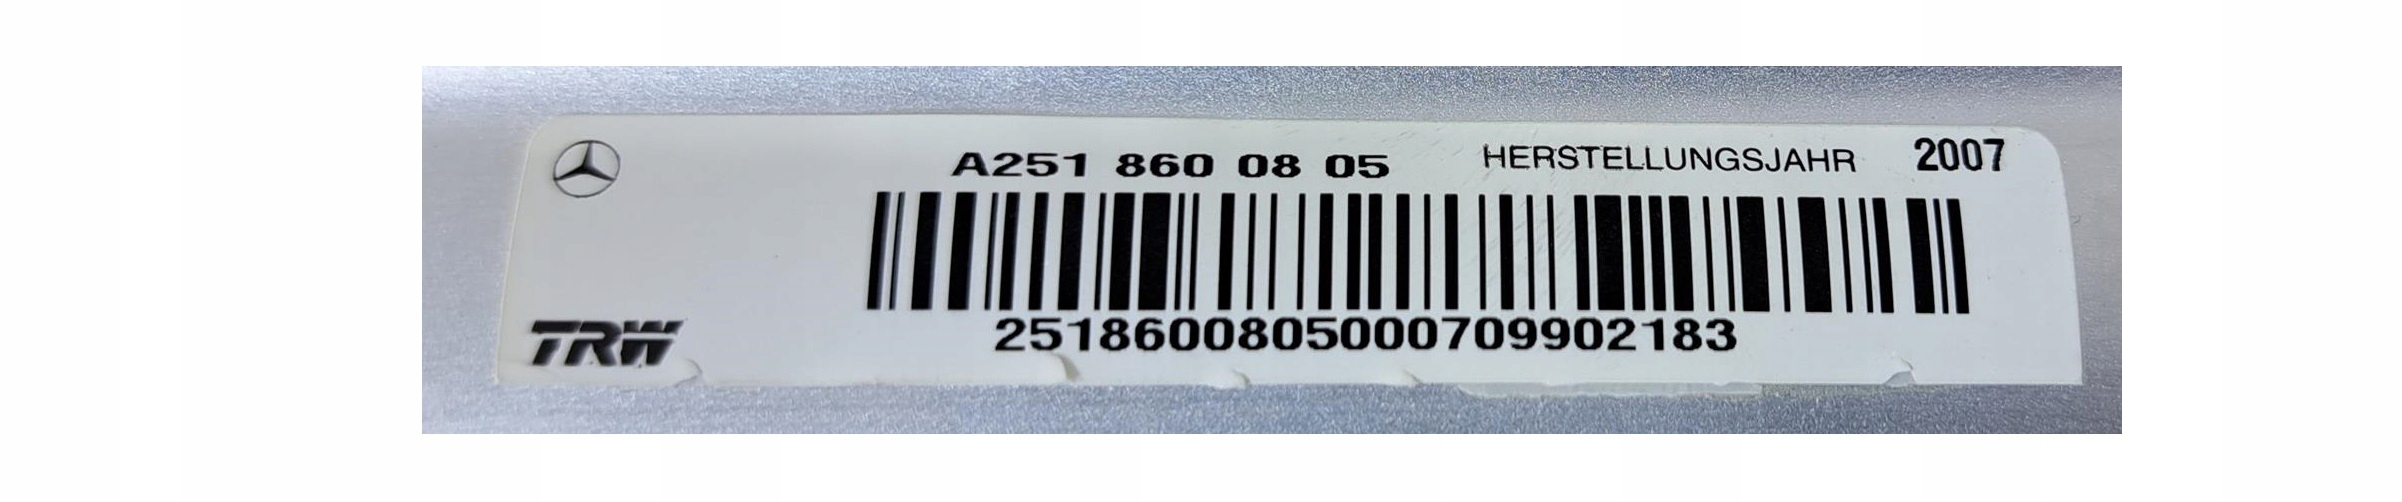 A251 860 08 05 HERSTELLUNGSJAHR 2007
2518600805000709902183
TRW